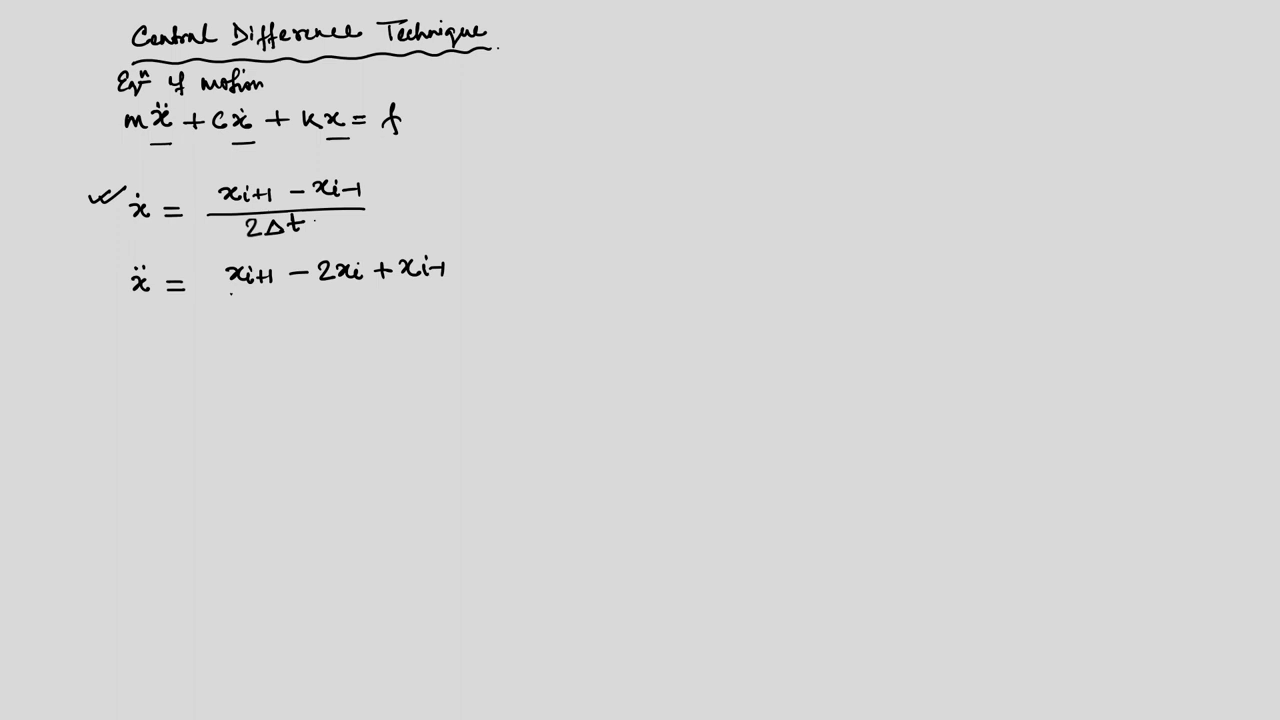 Central Difference Technique
Eqⁿ of motion
mẍ + cẋ + kx = f
ẋ = (xi+1 − xi−1) / 2Δt
ẍ = xi+1 − 2xi + xi−1